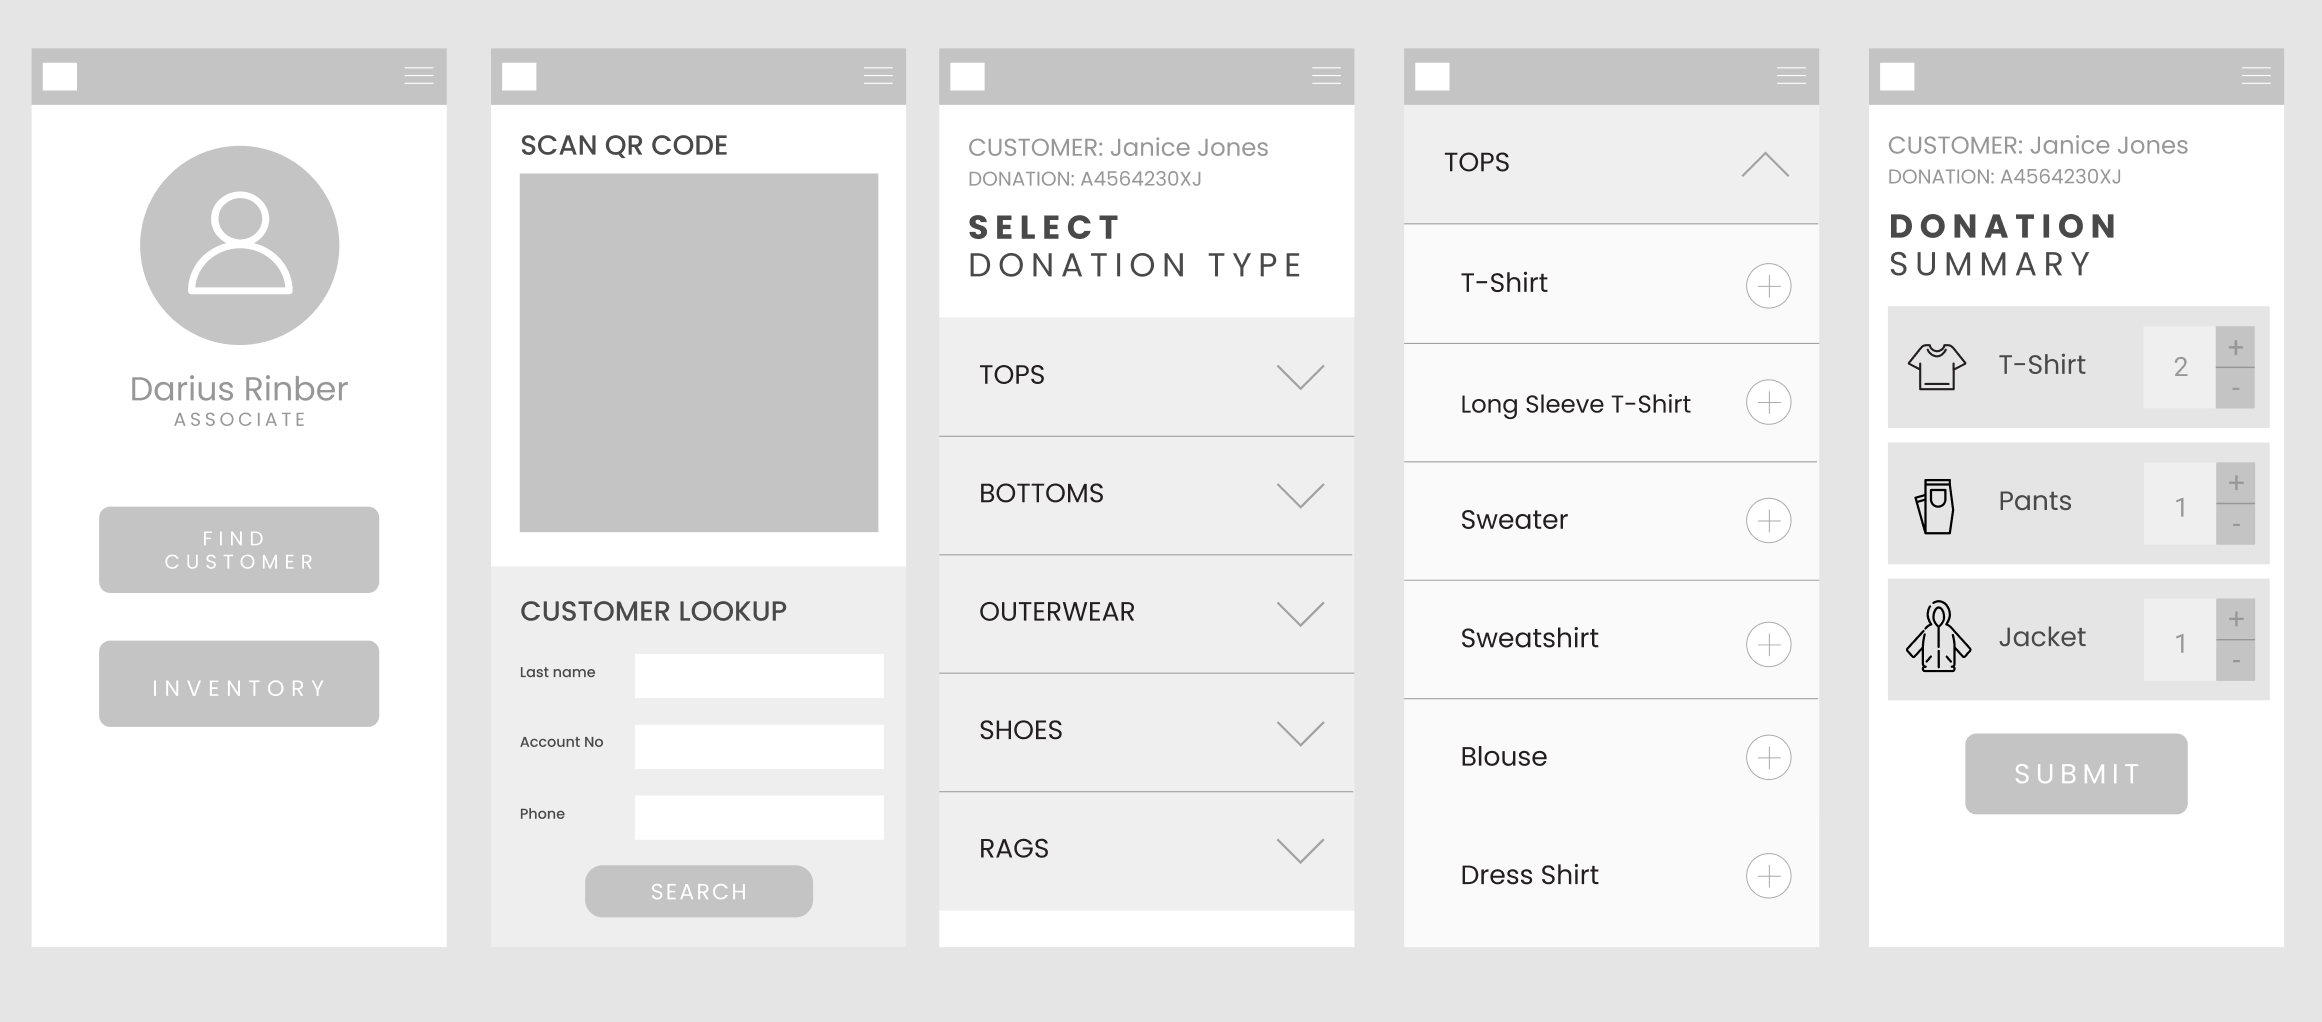 Darius Rinber
ASSOCIATE
FIND
CUSTOMER
INVENTORY
SCAN QR CODE
CUSTOMER LOOKUP
Last name
Account No
Phone
SEARCH
CUSTOMER: Janice Jones
DONATION: A4564230XJ
SELECT
DONATION TYPE
TOPS
BOTTOMS
OUTERWEAR
SHOES
RAGS
TOPS
T-Shirt
Long Sleeve T-Shirt
Sweater
Sweatshirt
Blouse
Dress Shirt
CUSTOMER: Janice Jones
DONATION: A4564230XJ
DONATION
SUMMARY
T-Shirt 2 + -
Pants 1 + -
Jacket 1 + -
SUBMIT